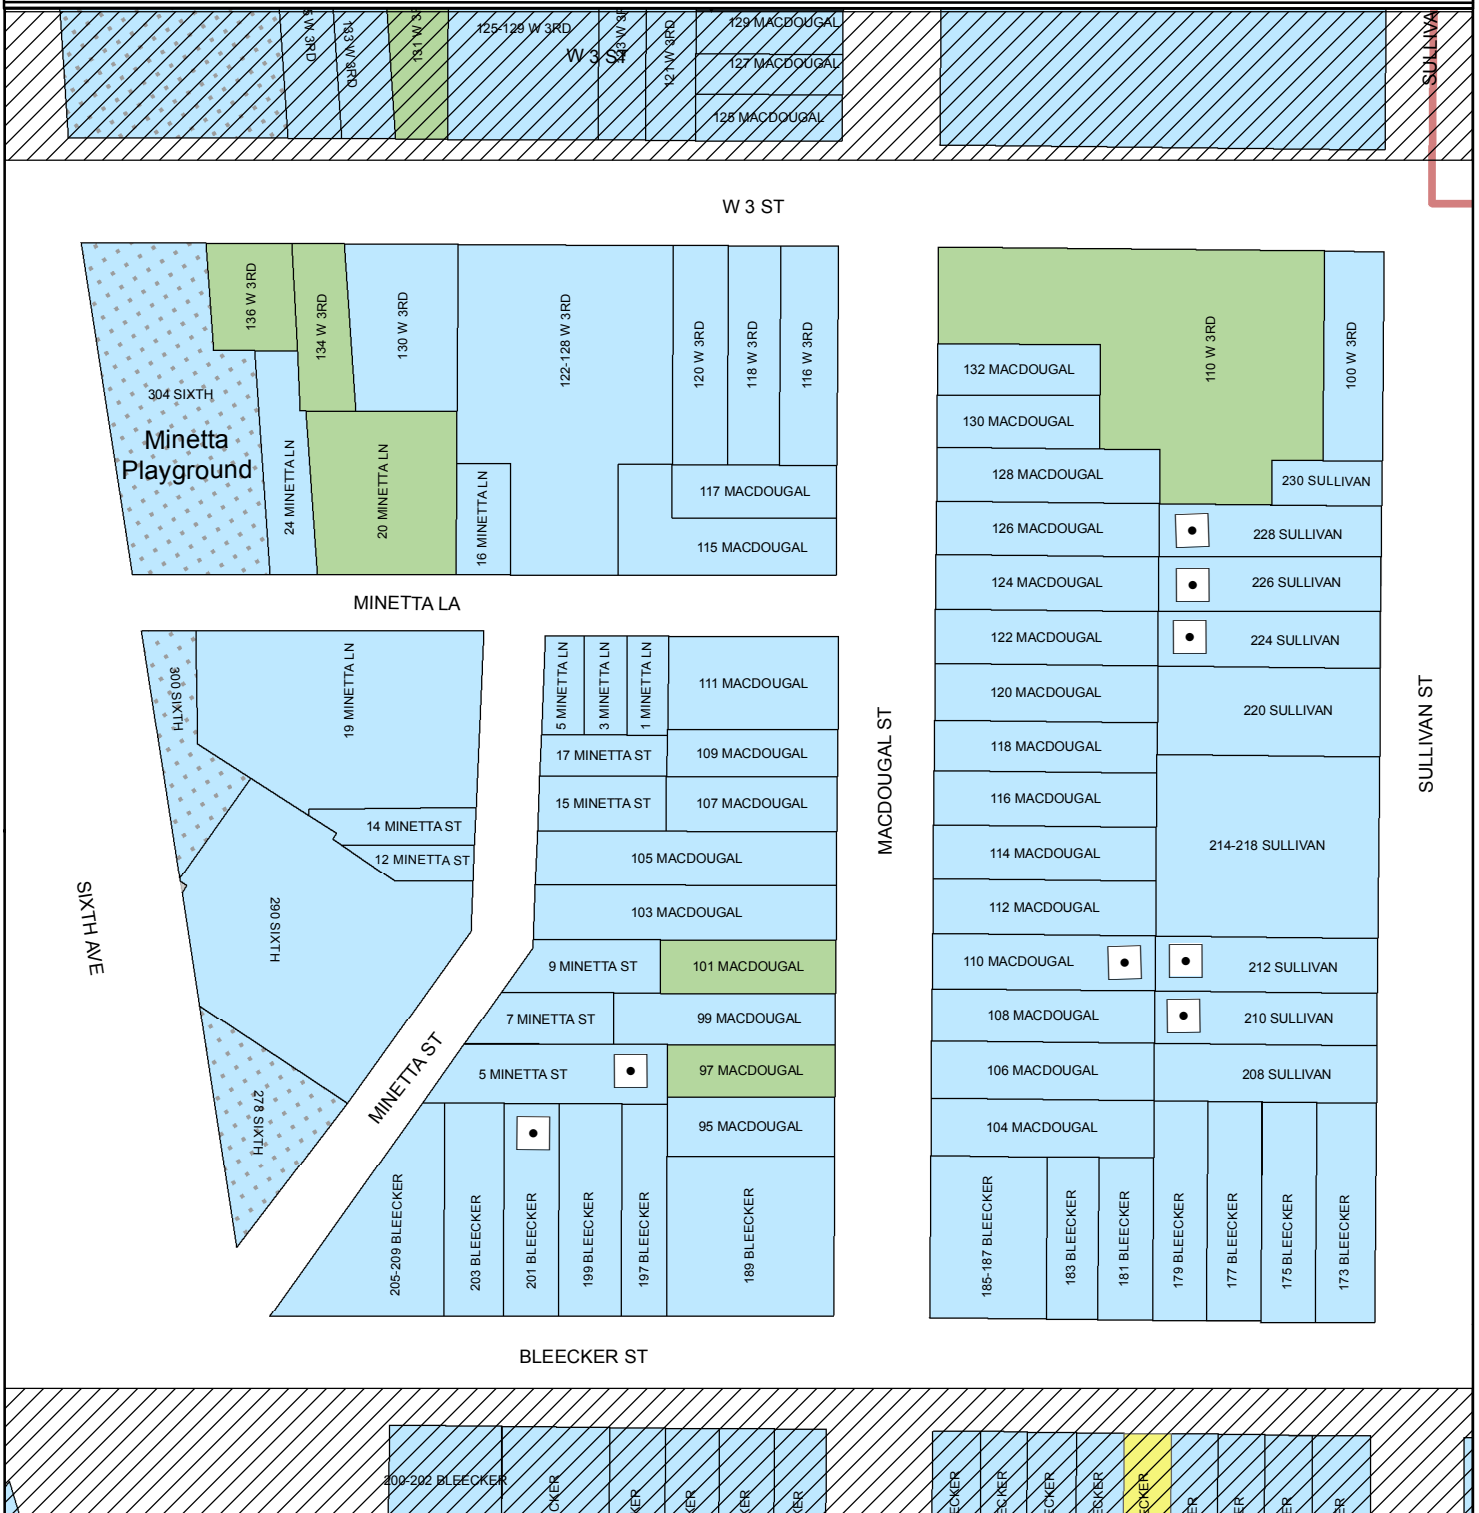 133 W 3RD
125-129 W 3RD
121 W 3RD
129 MACDOUGAL
127 MACDOUGAL
125 MACDOUGAL
W 3 ST
W 3 ST
136 W 3RD
134 W 3RD
130 W 3RD
122-128 W 3RD
120 W 3RD
118 W 3RD
116 W 3RD
110 W 3RD
100 W 3RD
304 SIXTH
Minetta
Playground
24 MINETTA LN
20 MINETTA LN
16 MINETTA LN
117 MACDOUGAL
115 MACDOUGAL
132 MACDOUGAL
130 MACDOUGAL
128 MACDOUGAL
126 MACDOUGAL
124 MACDOUGAL
122 MACDOUGAL
120 MACDOUGAL
118 MACDOUGAL
116 MACDOUGAL
114 MACDOUGAL
112 MACDOUGAL
110 MACDOUGAL
108 MACDOUGAL
106 MACDOUGAL
104 MACDOUGAL
230 SULLIVAN
228 SULLIVAN
226 SULLIVAN
224 SULLIVAN
220 SULLIVAN
214-218 SULLIVAN
212 SULLIVAN
210 SULLIVAN
208 SULLIVAN
MINETTA LA
300 SIXTH
19 MINETTA LN
14 MINETTA ST
12 MINETTA ST
290 SIXTH
278 SIXTH
SIXTH AVE
MINETTA ST
5 MINETTA LN
3 MINETTA LN
1 MINETTA LN
111 MACDOUGAL
17 MINETTA ST
109 MACDOUGAL
15 MINETTA ST
107 MACDOUGAL
105 MACDOUGAL
103 MACDOUGAL
9 MINETTA ST
101 MACDOUGAL
7 MINETTA ST
99 MACDOUGAL
5 MINETTA ST
97 MACDOUGAL
95 MACDOUGAL
MACDOUGAL ST
SULLIVAN ST
205-209 BLEECKER
203 BLEECKER
201 BLEECKER
199 BLEECKER
197 BLEECKER
189 BLEECKER
185-187 BLEECKER
183 BLEECKER
181 BLEECKER
179 BLEECKER
177 BLEECKER
175 BLEECKER
173 BLEECKER
BLEECKER ST
200-202 BLEECKER